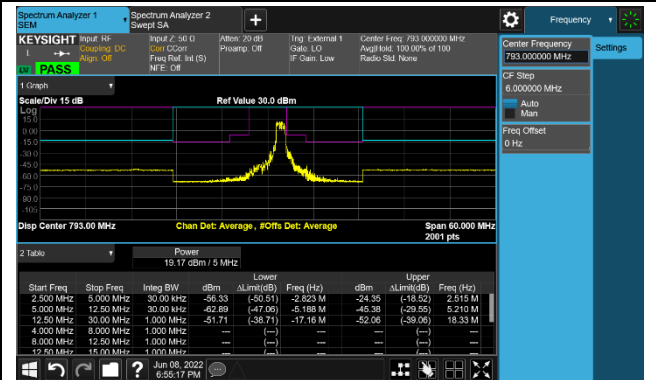 Spectrum Analyzer 1
SEM
Spectrum Analyzer 2
Swept SA
Frequency
KEYSIGHT
Input: RF
Coupling: DC
Align: Off
Input Z: 50 Ω
Corr CCorr
Freq Ref: Int (S)
NFE: Off
Atten: 20 dB
Preamp: Off
Trig: External 1
Gate: LO
IF Gain: Low
Center Freq: 793.000000 MHz
Avg|Hold: 100.00% of 100
Radio Std: None
L
PASS
Center Frequency
793.000000 MHz
Settings
CF Step
6.000000 MHz
Auto
Man
Freq Offset
0 Hz
1 Graph
Scale/Div 15 dB
Ref Value 30.0 dBm
Log
15.0
0.00
-15.0
-30.0
-45.0
-60.0
-75.0
-90.0
-105
Disp Center 793.00 MHz
Chan Det: Average , #Offs Det: Average
Span 60.000 MHz
2001 pts
2 Table
Power
19.17 dBm / 5 MHz
Lower Upper
Start Freq Stop Freq Integ BW dBm ΔLimit(dB) Freq (Hz) dBm ΔLimit(dB) Freq (Hz)
2.500 MHz 5.000 MHz 30.00 kHz -56.33 (-50.51) -2.823 M -24.35 (-18.52) 2.515 M
5.000 MHz 12.50 MHz 30.00 kHz -62.89 (-47.06) -5.188 M -45.38 (-29.55) 5.210 M
12.50 MHz 30.00 MHz 1.000 MHz -51.71 (-38.71) -17.16 M -52.06 (-39.06) 18.33 M
4.000 MHz 8.000 MHz 1.000 MHz --- (---) --- (---)
8.000 MHz 12.50 MHz 1.000 MHz --- (---) --- (---)
12.50 MHz 15.00 MHz 1.000 MHz --- (---) --- (---)
?
Jun 08, 2022
6:55:17 PM